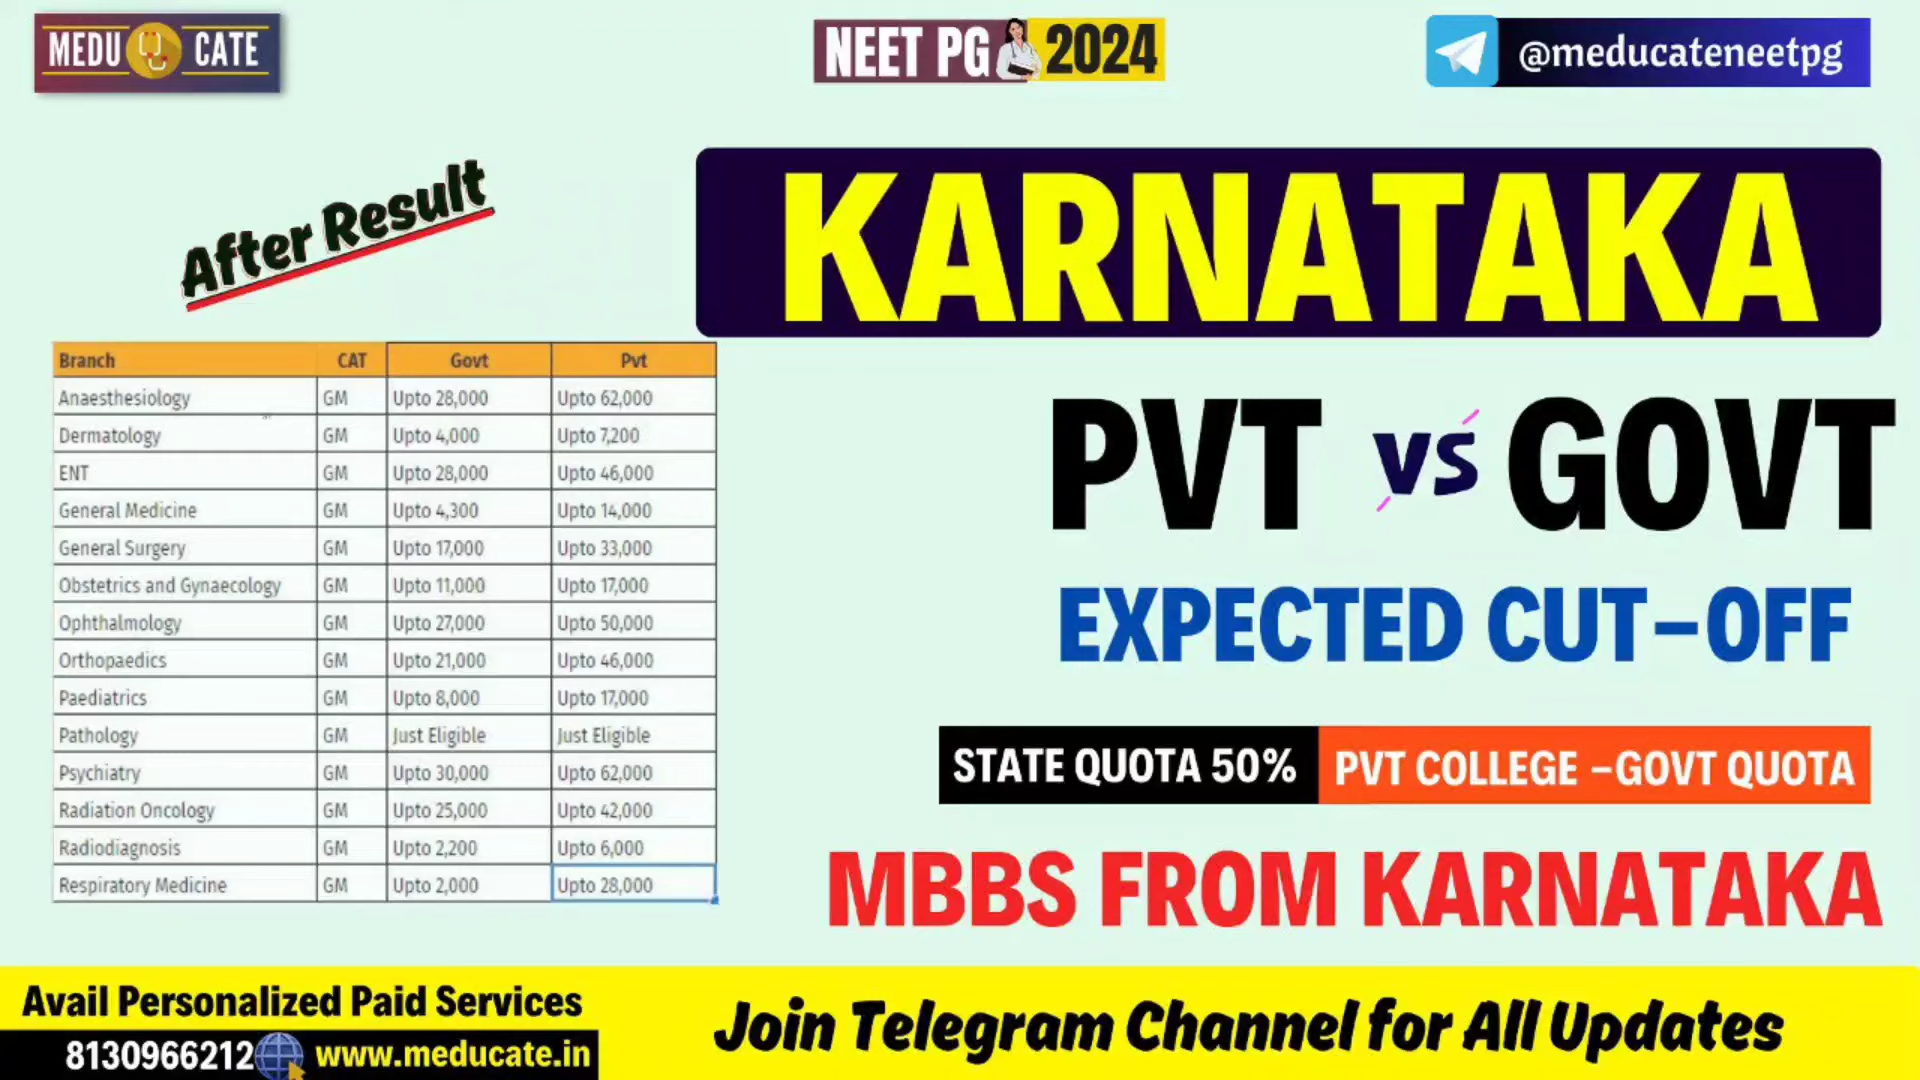 MEDU CATE
NEET PG 2024
@meducateneetpg
After Result
KARNATAKA
PVT vs GOVT
EXPECTED CUT-OFF
STATE QUOTA 50% PVT COLLEGE -GOVT QUOTA
MBBS FROM KARNATAKA
Branch CAT Govt Pvt
Anaesthesiology GM Upto 28,000 Upto 62,000
Dermatology GM Upto 4,000 Upto 7,200
ENT GM Upto 28,000 Upto 46,000
General Medicine GM Upto 4,300 Upto 14,000
General Surgery GM Upto 17,000 Upto 33,000
Obstetrics and Gynaecology GM Upto 11,000 Upto 17,000
Ophthalmology GM Upto 27,000 Upto 50,000
Orthopaedics GM Upto 21,000 Upto 46,000
Paediatrics GM Upto 8,000 Upto 17,000
Pathology GM Just Eligible Just Eligible
Psychiatry GM Upto 30,000 Upto 62,000
Radiation Oncology GM Upto 25,000 Upto 42,000
Radiodiagnosis GM Upto 2,200 Upto 6,000
Respiratory Medicine GM Upto 2,000 Upto 28,000
Avail Personalized Paid Services
8130966212 www.meducate.in
Join Telegram Channel for All Updates